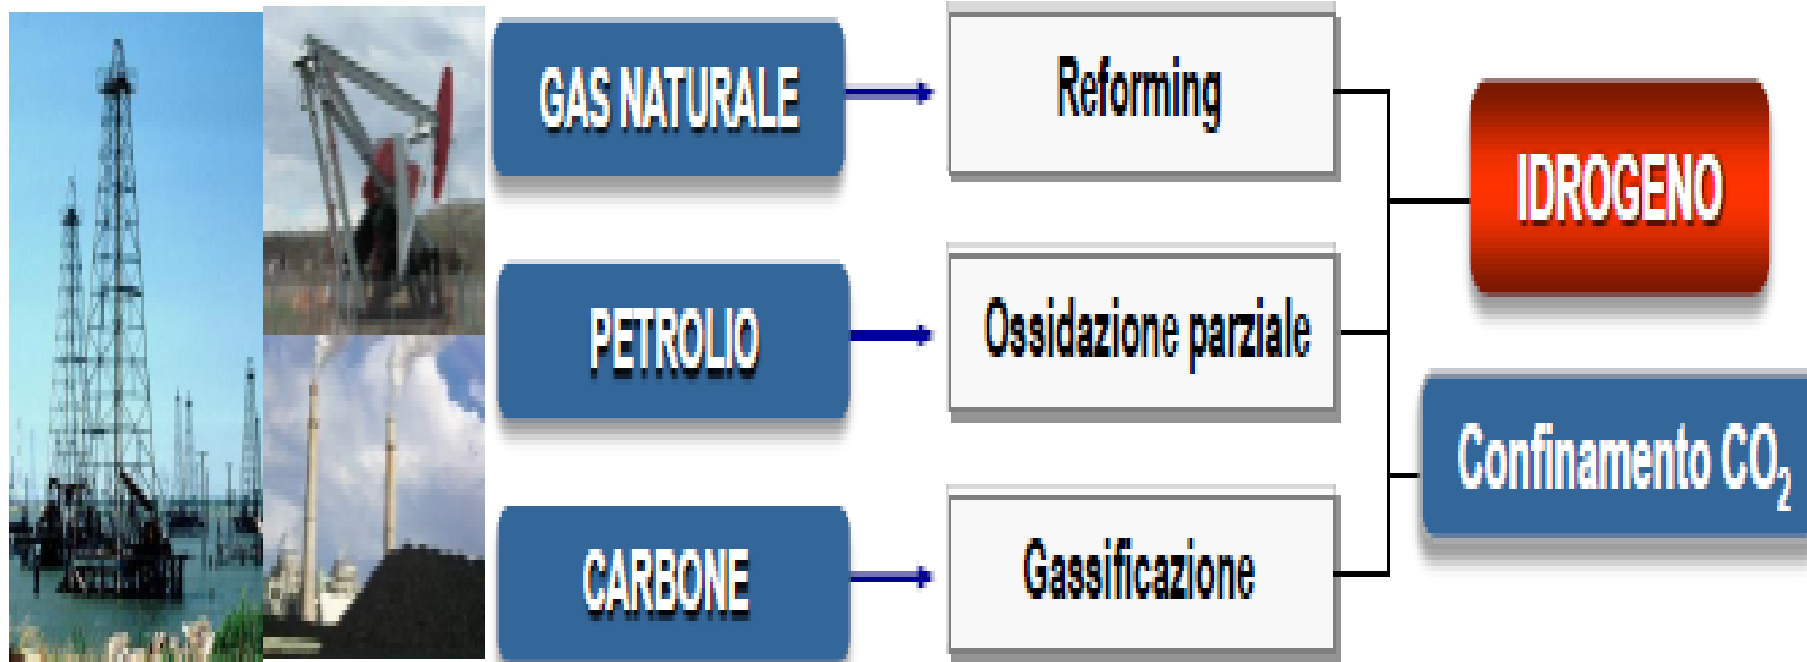 GAS NATURALE
Reforming
IDROGENO
PETROLIO
Ossidazione parziale
Confinamento CO₂
CARBONE
Gassificazione